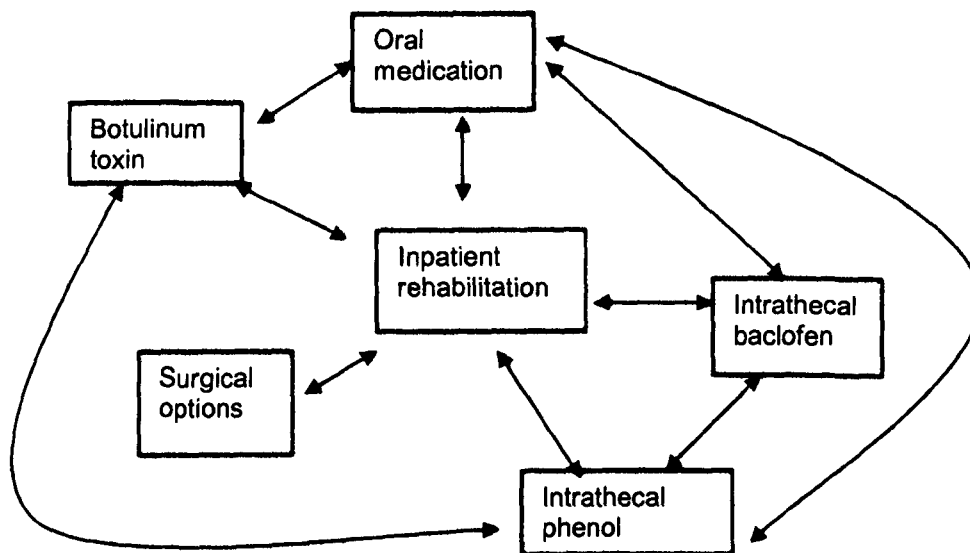 Oral
medication
Botulinum
toxin
Inpatient
rehabilitation
Intrathecal
baclofen
Surgical
options
Intrathecal
phenol